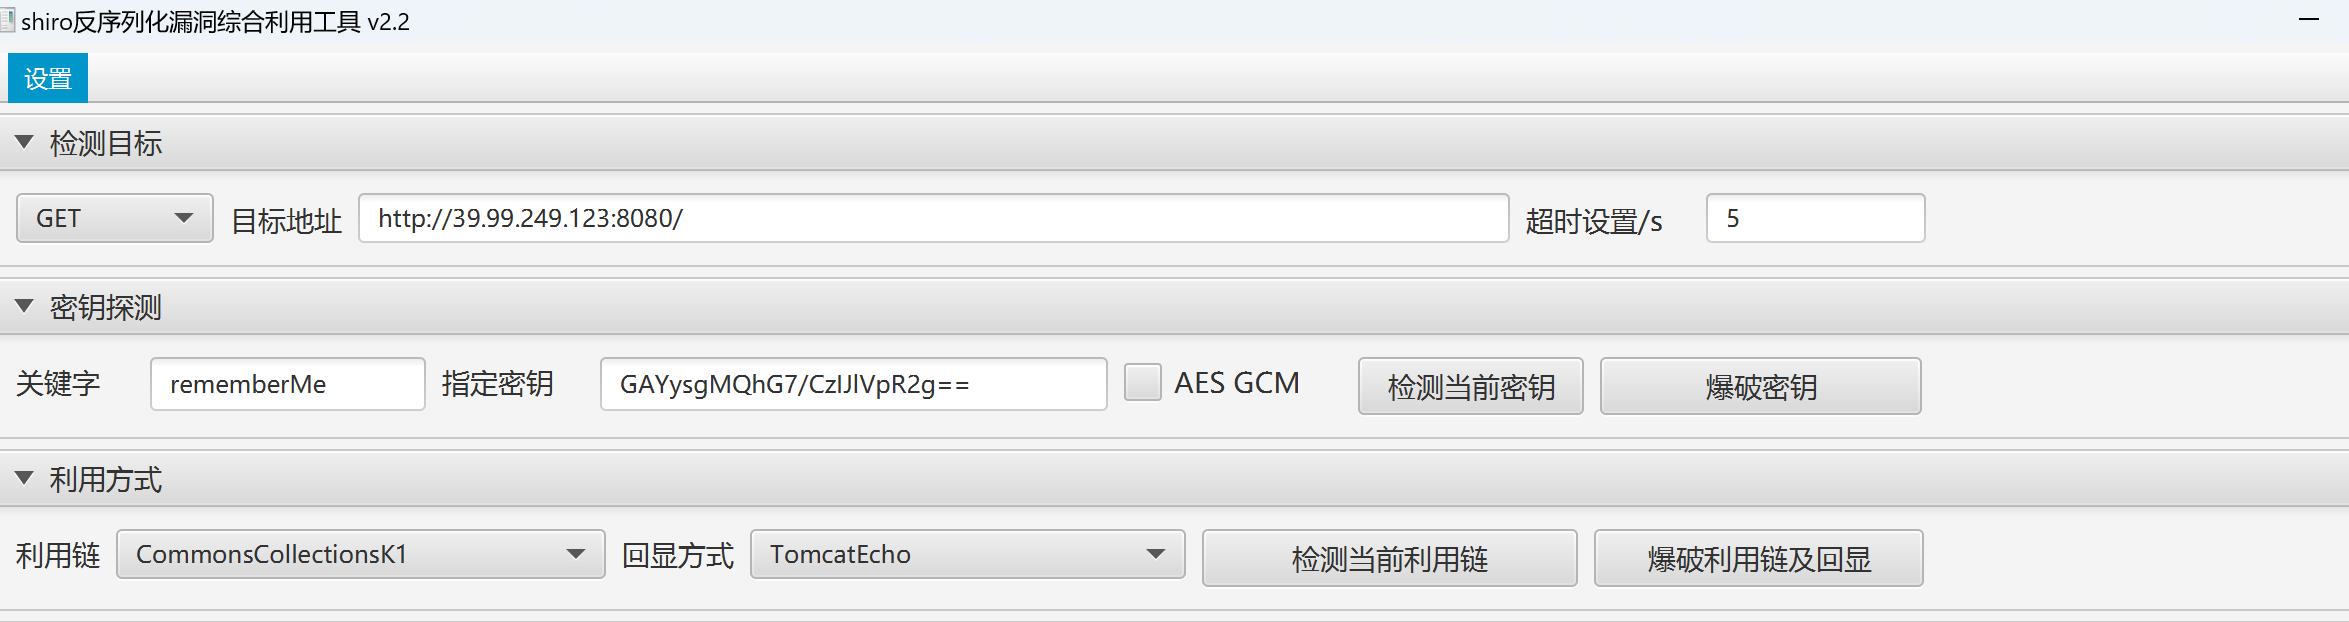 shiro反序列化漏洞综合利用工具 v2.2
设置
检测目标
GET 目标地址 http://39.99.249.123:8080/ 超时设置/s 5
密钥探测
关键字 rememberMe 指定密钥 GAYysgMQhG7/CzIJlVpR2g== AES GCM 检测当前密钥 爆破密钥
利用方式
利用链 CommonsCollectionsK1 回显方式 TomcatEcho 检测当前利用链 爆破利用链及回显